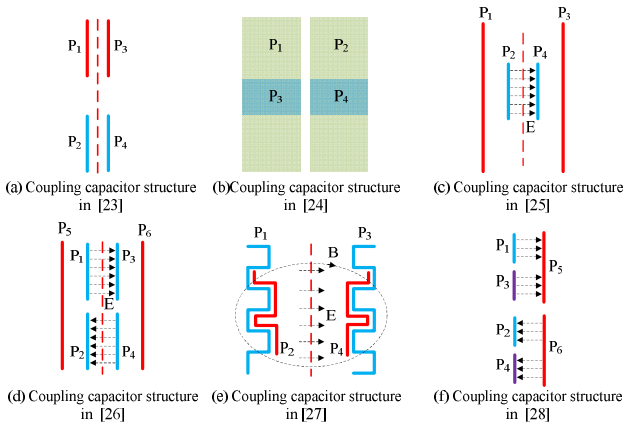 P1 P3
P2 P4
(a) Coupling capacitor structure
in [23]
P1 P2
P3 P4
(b)Coupling capacitor structure
in [24]
P1 P3
P2 P4
E
(c) Coupling capacitor structure
in [25]
P5 P6
P1 P3
E
P2 P4
(d) Coupling capacitor structure
in [26]
P1 P3
B
E
P2 P4
(e) Coupling capacitor structure
in [27]
P1
P5
P3
P2
P6
P4
(f) Coupling capacitor structure
in [28]